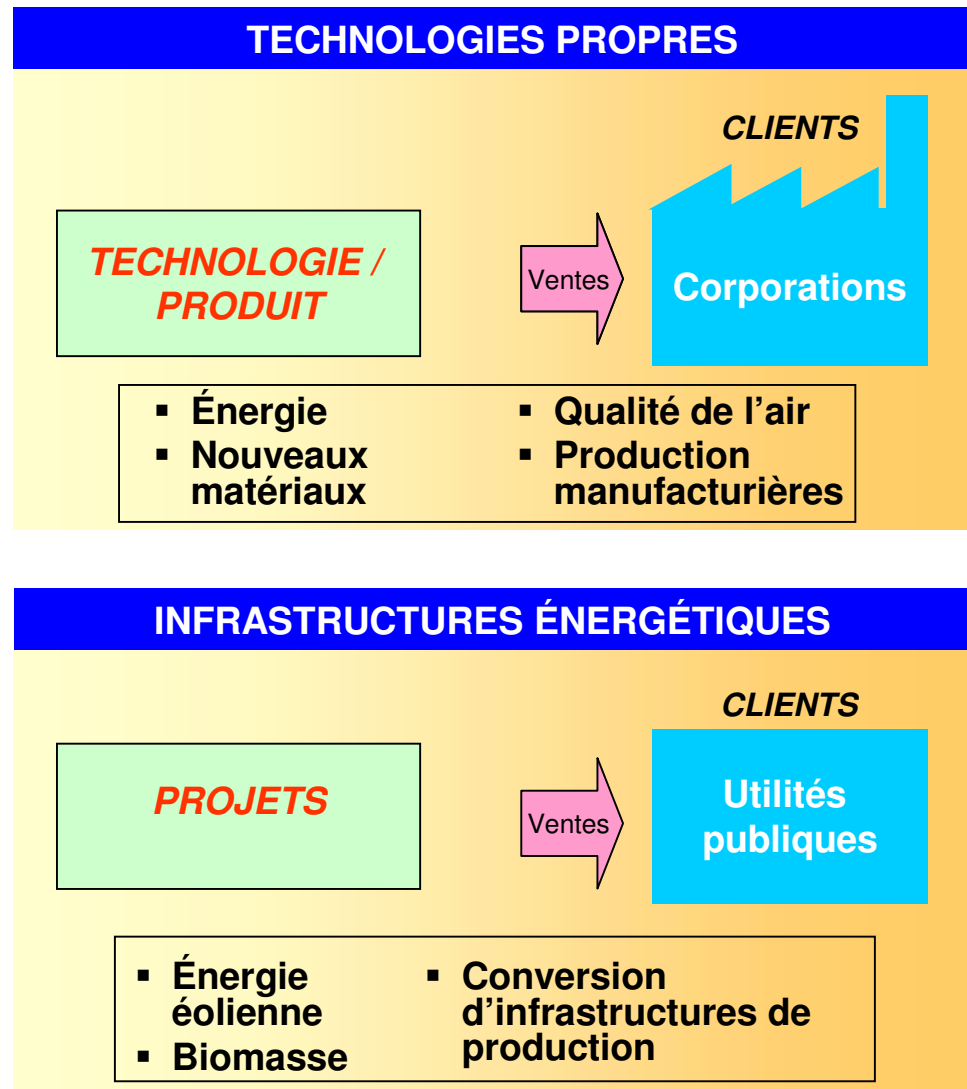 TECHNOLOGIES PROPRES
CLIENTS
TECHNOLOGIE /
PRODUIT
Ventes
Corporations
▪ Énergie
▪ Nouveaux
matériaux
▪ Qualité de l’air
▪ Production
manufacturières
INFRASTRUCTURES ÉNERGÉTIQUES
CLIENTS
PROJETS
Ventes
Utilités
publiques
▪ Énergie
éolienne
▪ Biomasse
▪ Conversion
d’infrastructures de
production